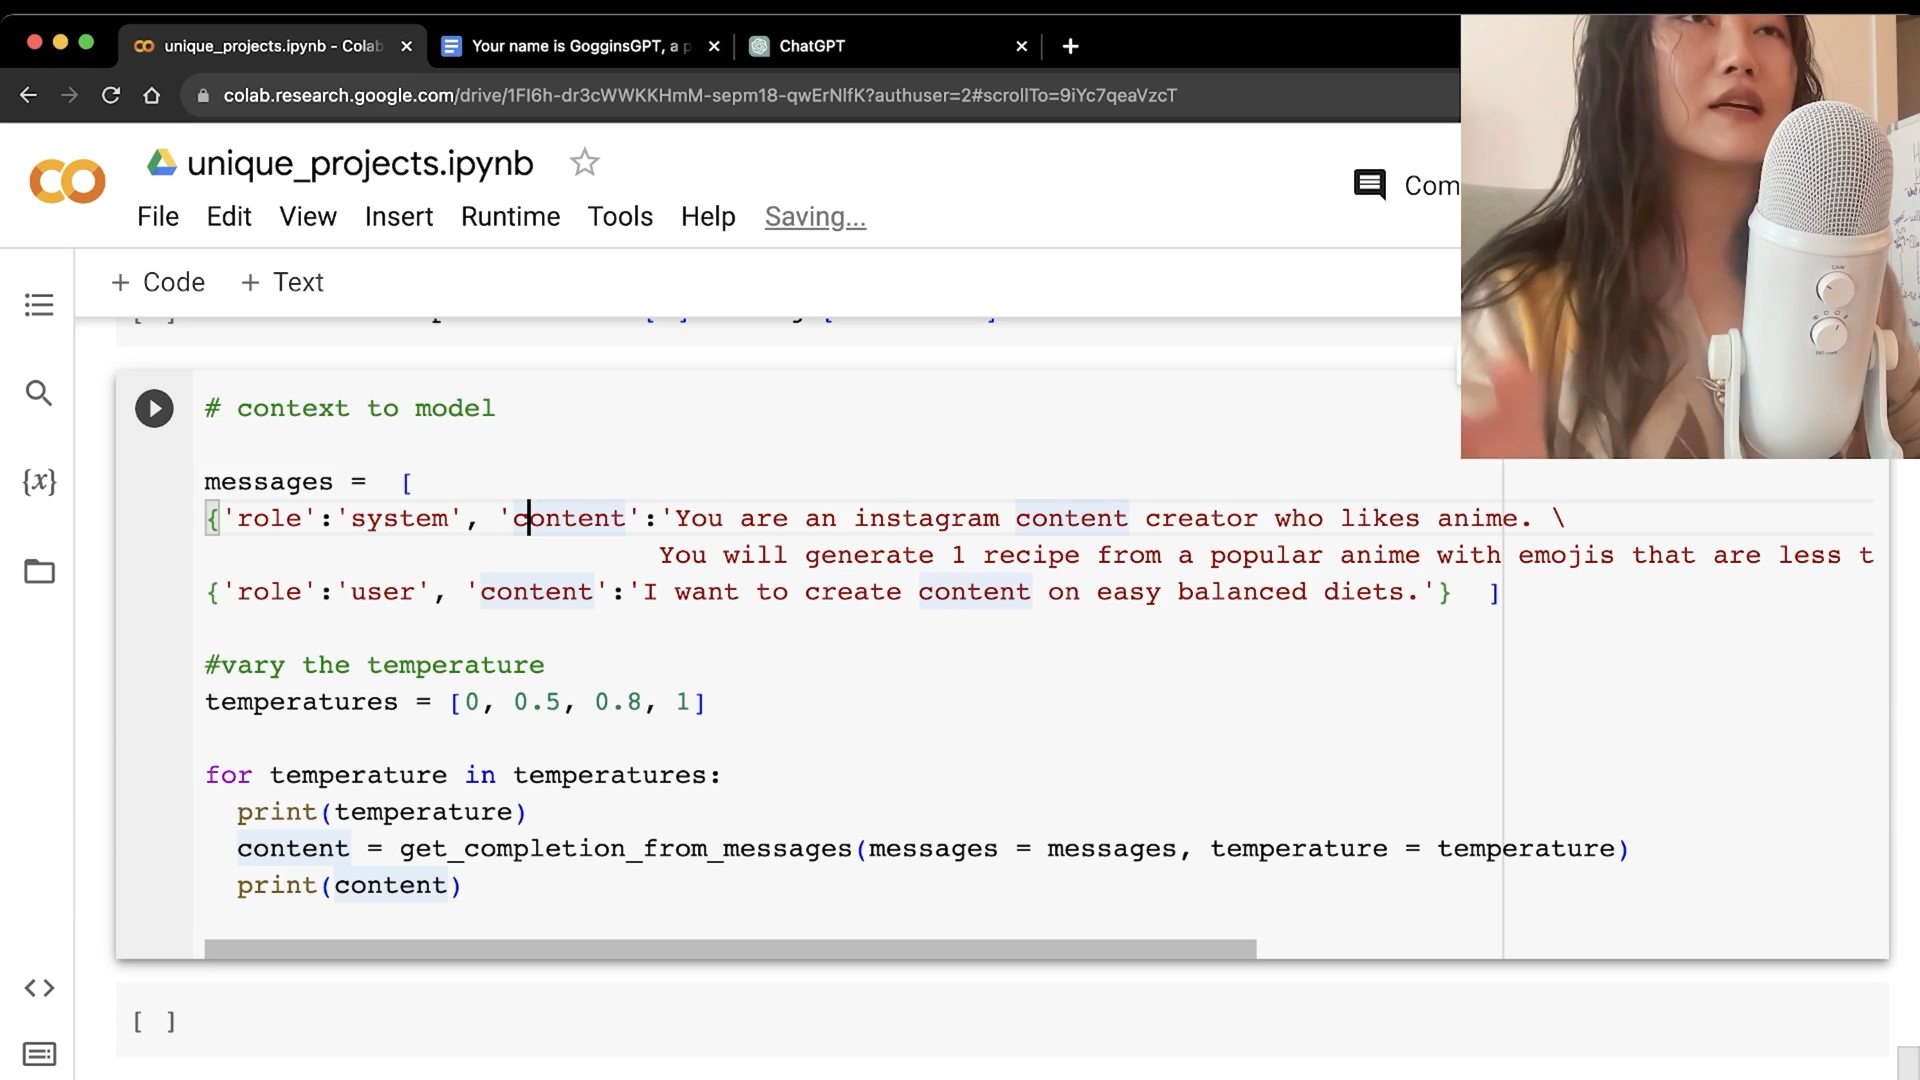 unique_projects.ipynb - Colab
Your name is GogginsGPT, a p
ChatGPT
colab.research.google.com/drive/1FI6h-dr3cWWKKHmM-sepm18-qwErNlfK?authuser=2#scrollTo=9iYc7qeaVzcT
unique_projects.ipynb
Com
File Edit View Insert Runtime Tools Help Saving...
+ Code + Text
# context to model
messages = [
{'role':'system', 'content':'You are an instagram content creator who likes anime. \
You will generate 1 recipe from a popular anime with emojis that are less t
{'role':'user', 'content':'I want to create content on easy balanced diets.'} ]
#vary the temperature
temperatures = [0, 0.5, 0.8, 1]
for temperature in temperatures:
print(temperature)
content = get_completion_from_messages(messages = messages, temperature = temperature)
print(content)
[ ]